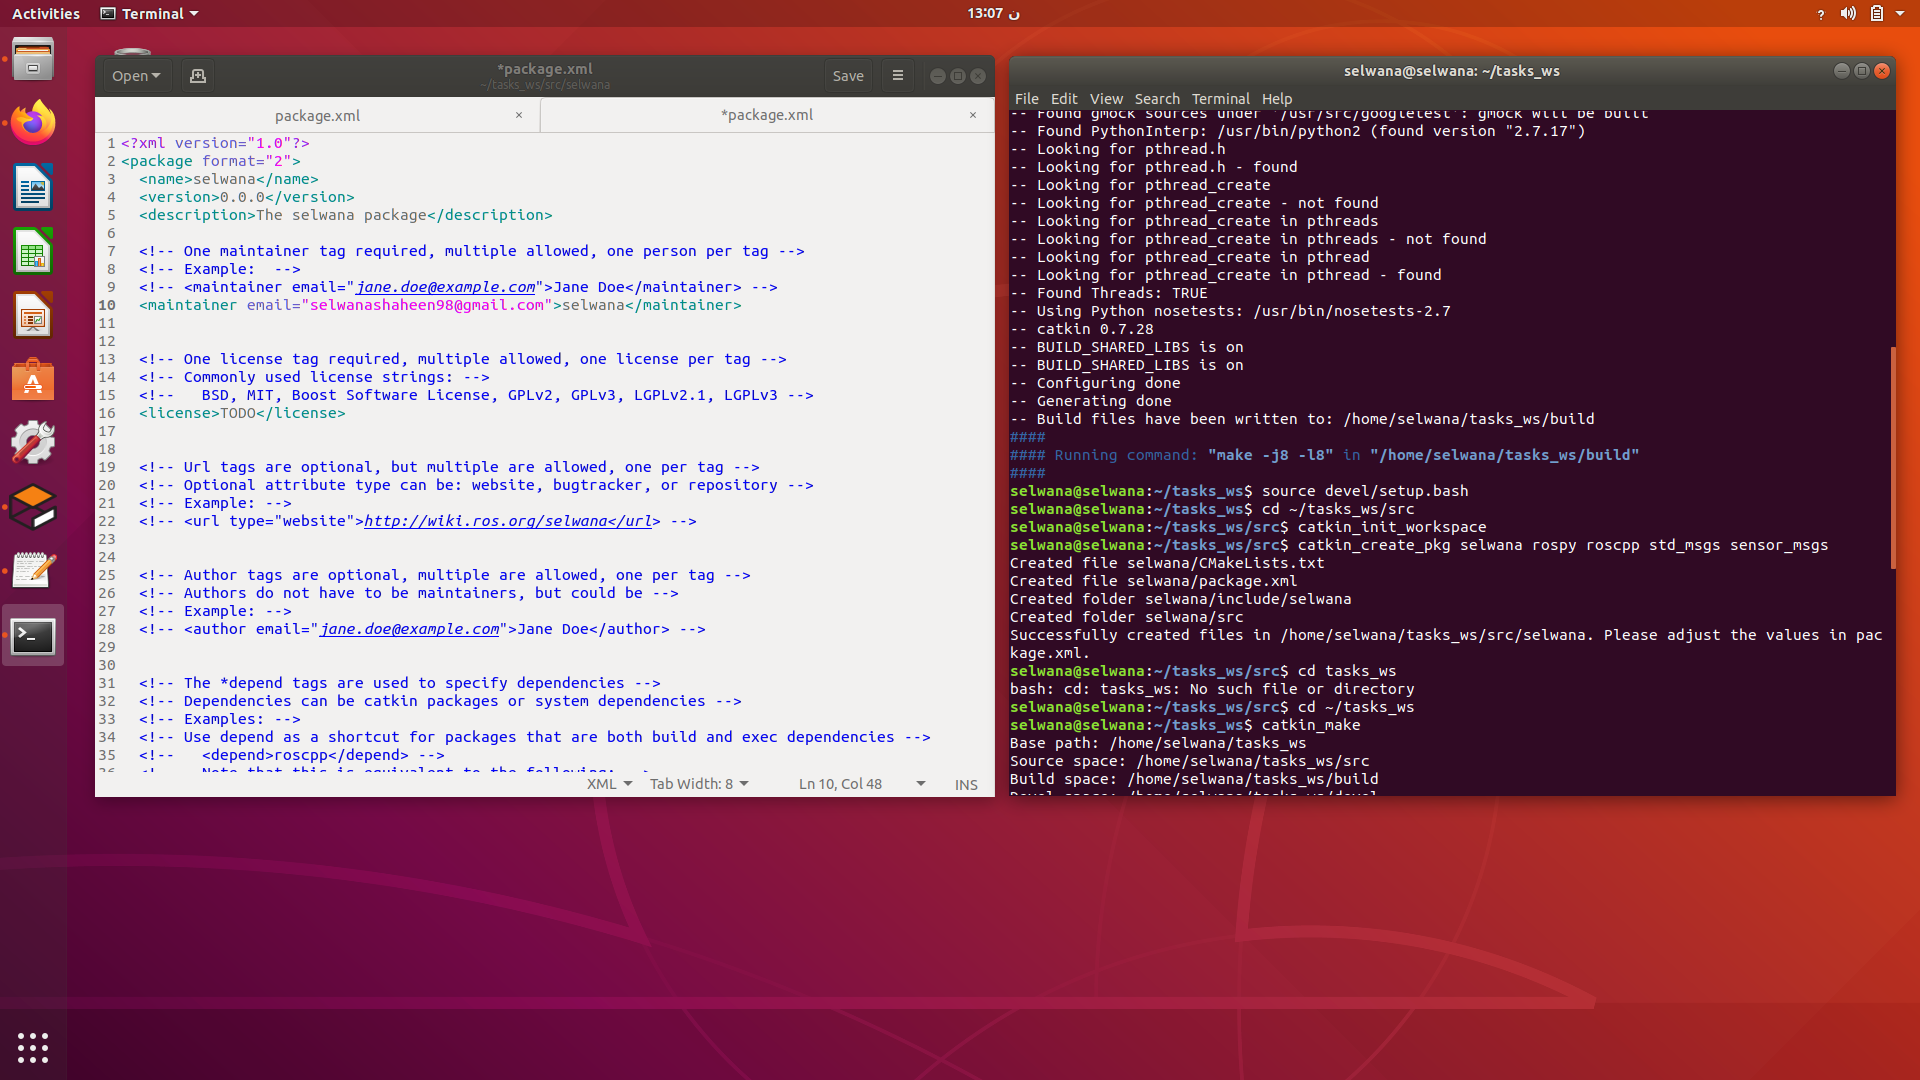 Activities
Terminal
13:07 ن
?
Open
*package.xml
~/tasks_ws/src/selwana
Save
package.xml
*package.xml
1 <?xml version="1.0"?>
2 <package format="2">
3 <name>selwana</name>
4 <version>0.0.0</version>
5 <description>The selwana package</description>
6
7 <!-- One maintainer tag required, multiple allowed, one person per tag -->
8 <!-- Example:  -->
9 <!-- <maintainer email="jane.doe@example.com">Jane Doe</maintainer> -->
10 <maintainer email="selwanashaheen98@gmail.com">selwana</maintainer>
11
12
13 <!-- One license tag required, multiple allowed, one license per tag -->
14 <!-- Commonly used license strings: -->
15 <!--   BSD, MIT, Boost Software License, GPLv2, GPLv3, LGPLv2.1, LGPLv3 -->
16 <license>TODO</license>
17
18
19 <!-- Url tags are optional, but multiple are allowed, one per tag -->
20 <!-- Optional attribute type can be: website, bugtracker, or repository -->
21 <!-- Example: -->
22 <!-- <url type="website">http://wiki.ros.org/selwana</url> -->
23
24
25 <!-- Author tags are optional, multiple are allowed, one per tag -->
26 <!-- Authors do not have to be maintainers, but could be -->
27 <!-- Example: -->
28 <!-- <author email="jane.doe@example.com">Jane Doe</author> -->
29
30
31 <!-- The *depend tags are used to specify dependencies -->
32 <!-- Dependencies can be catkin packages or system dependencies -->
33 <!-- Examples: -->
34 <!-- Use depend as a shortcut for packages that are both build and exec dependencies -->
35 <!--   <depend>roscpp</depend> -->
36 <!--   Note that this is equivalent to the following: -->
XML
Tab Width: 8
Ln 10, Col 48
INS
selwana@selwana: ~/tasks_ws
File Edit View Search Terminal Help
-- Found gmock sources under '/usr/src/googletest': gmock will be built
-- Found PythonInterp: /usr/bin/python2 (found version "2.7.17")
-- Looking for pthread.h
-- Looking for pthread.h - found
-- Looking for pthread_create
-- Looking for pthread_create - not found
-- Looking for pthread_create in pthreads
-- Looking for pthread_create in pthreads - not found
-- Looking for pthread_create in pthread
-- Looking for pthread_create in pthread - found
-- Found Threads: TRUE
-- Using Python nosetests: /usr/bin/nosetests-2.7
-- catkin 0.7.28
-- BUILD_SHARED_LIBS is on
-- BUILD_SHARED_LIBS is on
-- Configuring done
-- Generating done
-- Build files have been written to: /home/selwana/tasks_ws/build
####
#### Running command: "make -j8 -l8" in "/home/selwana/tasks_ws/build"
####
selwana@selwana:~/tasks_ws$ source devel/setup.bash
selwana@selwana:~/tasks_ws$ cd ~/tasks_ws/src
selwana@selwana:~/tasks_ws/src$ catkin_init_workspace
selwana@selwana:~/tasks_ws/src$ catkin_create_pkg selwana rospy roscpp std_msgs sensor_msgs
Created file selwana/CMakeLists.txt
Created file selwana/package.xml
Created folder selwana/include/selwana
Created folder selwana/src
Successfully created files in /home/selwana/tasks_ws/src/selwana. Please adjust the values in pac
kage.xml.
selwana@selwana:~/tasks_ws/src$ cd tasks_ws
bash: cd: tasks_ws: No such file or directory
selwana@selwana:~/tasks_ws/src$ cd ~/tasks_ws
selwana@selwana:~/tasks_ws$ catkin_make
Base path: /home/selwana/tasks_ws
Source space: /home/selwana/tasks_ws/src
Build space: /home/selwana/tasks_ws/build
Devel space: /home/selwana/tasks_ws/devel